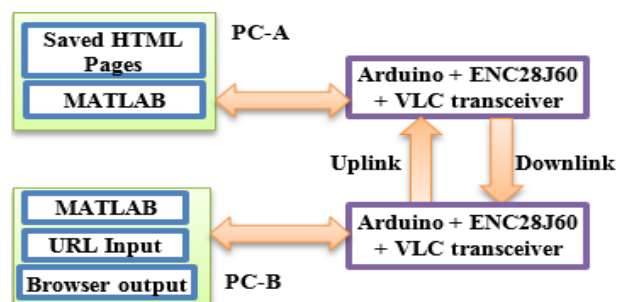 Saved HTML
Pages
MATLAB
PC-A
Arduino + ENC28J60
+ VLC transceiver
Uplink
Downlink
MATLAB
URL Input
Browser output
PC-B
Arduino + ENC28J60
+ VLC transceiver